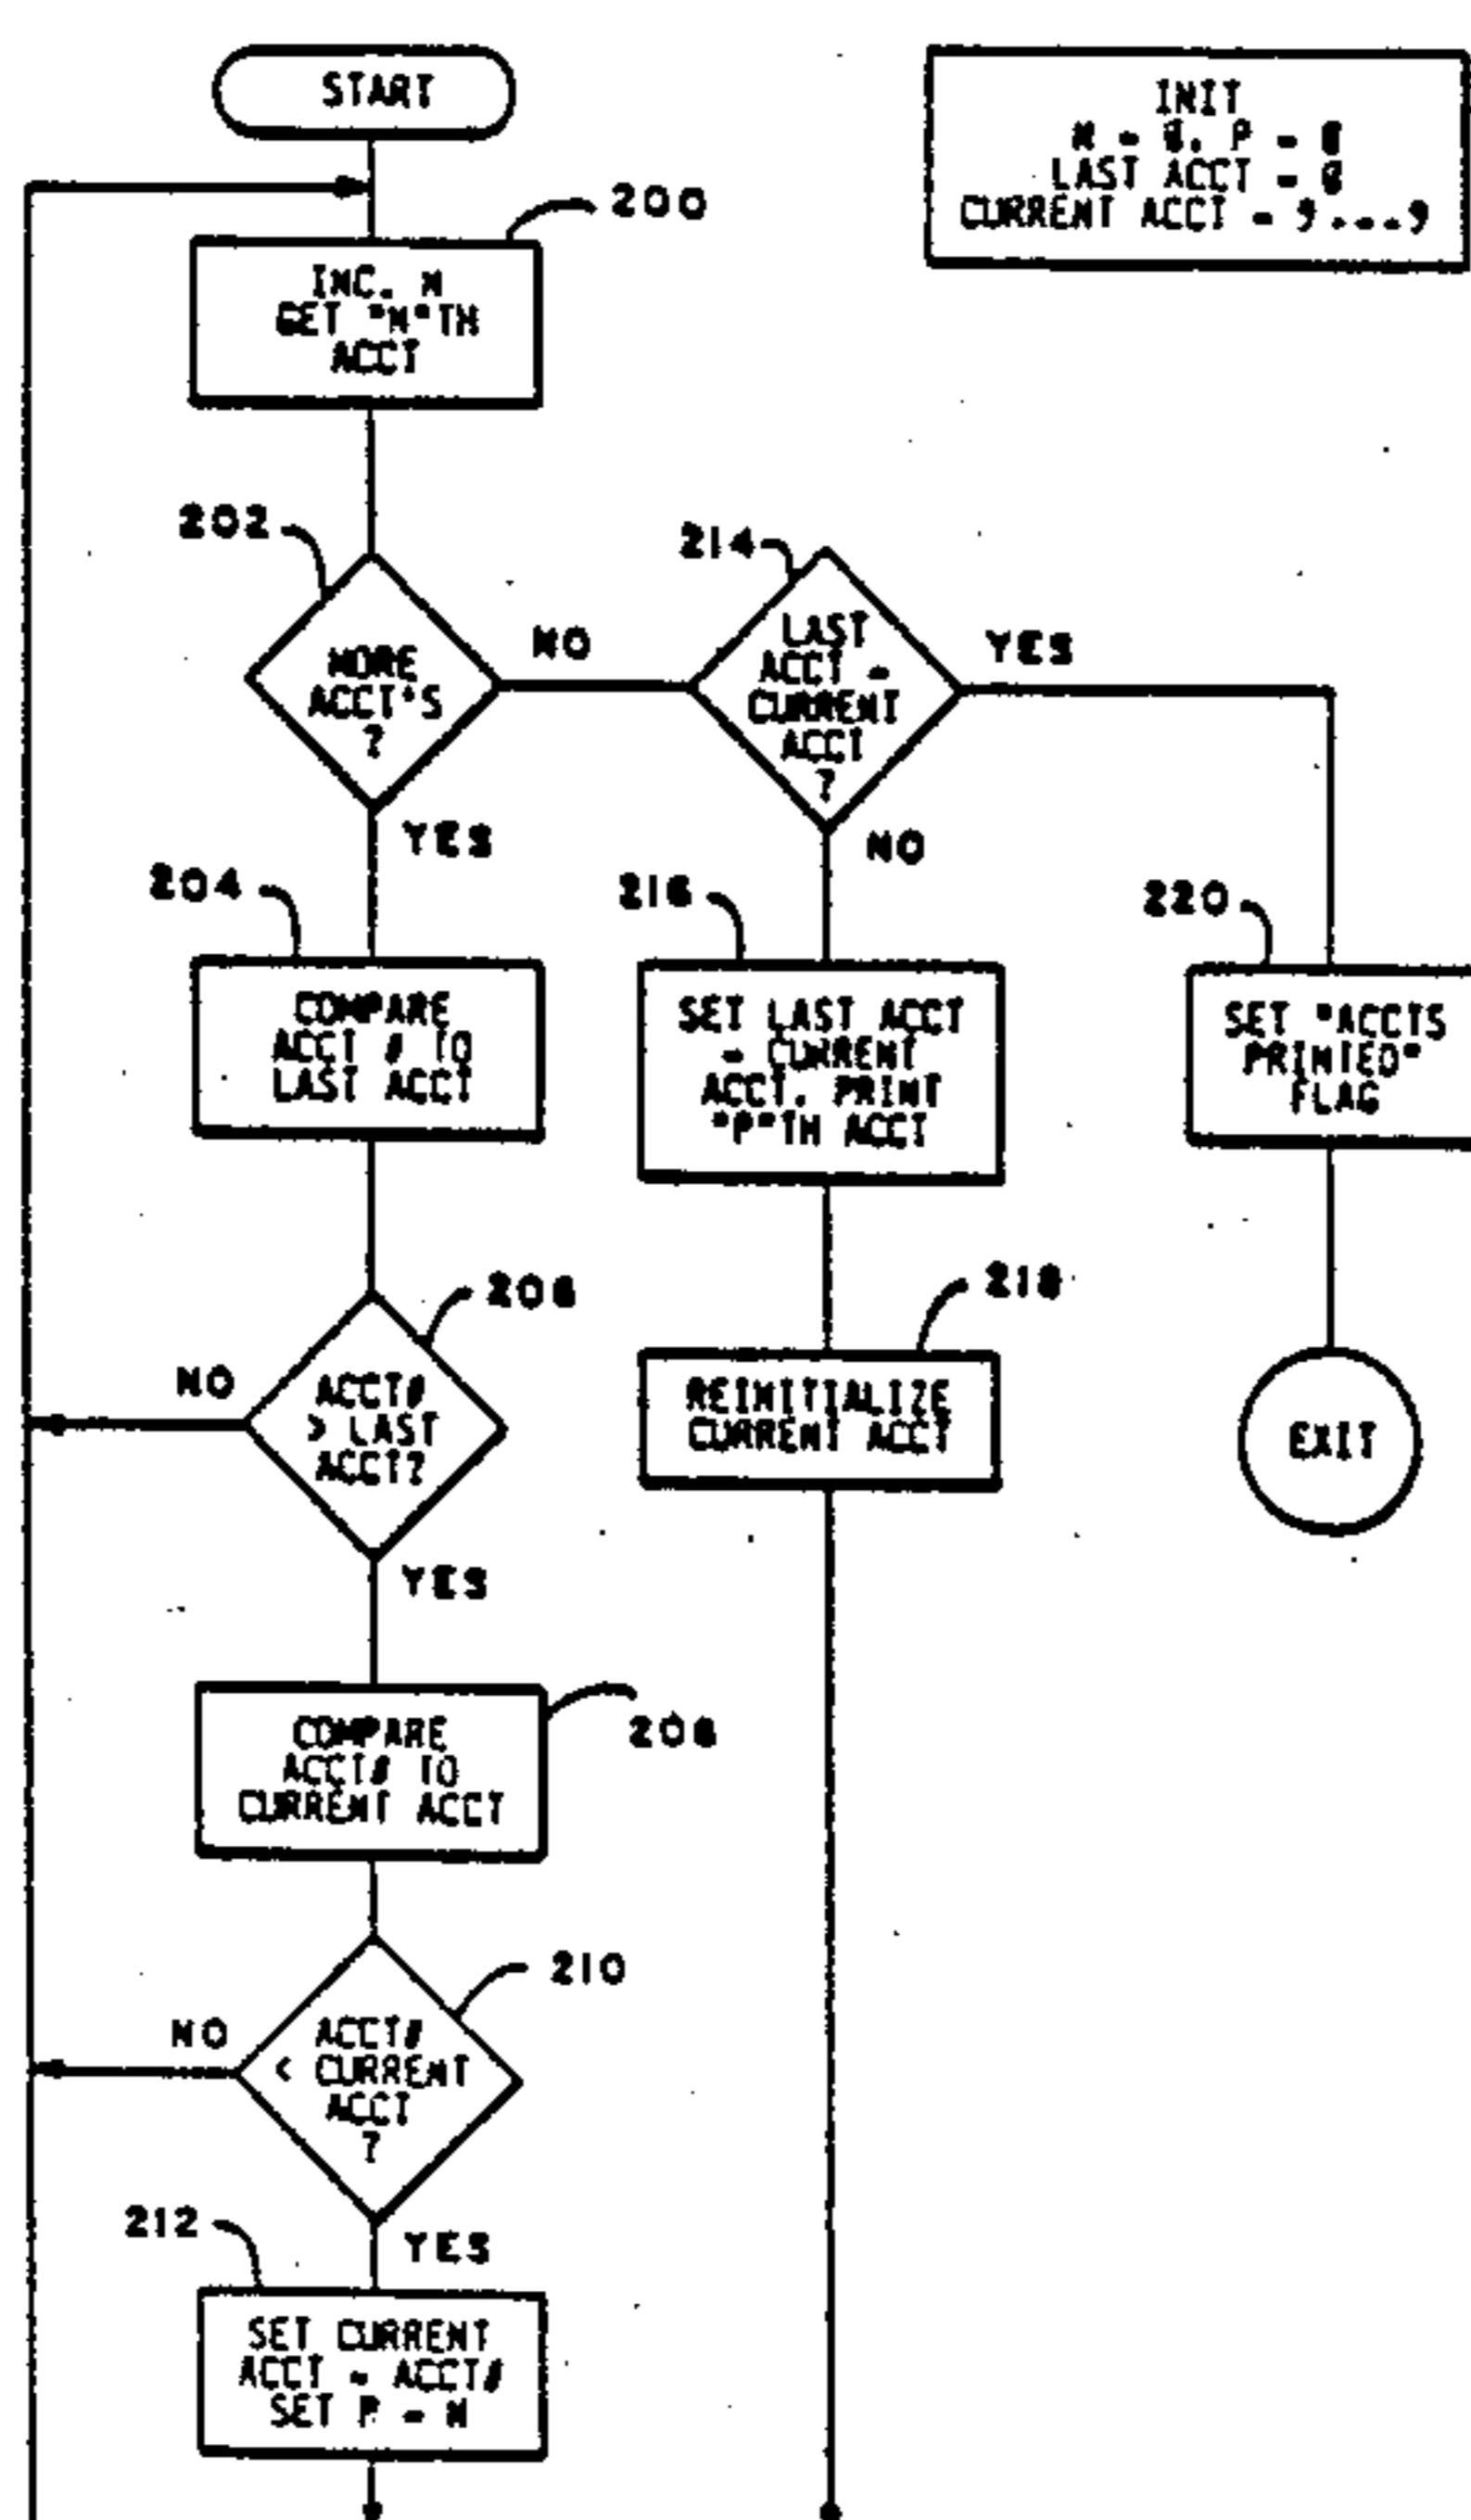 START
INIT
N = 0, P = 0
LAST ACCT = 0
CURRENT ACCT = 9...9
200
INC. N
GET "N"TH
ACCT
202
MORE
ACCT'S
?
NO
YES
214
LAST
ACCT =
CURRENT
ACCT
?
YES
NO
204
COMPARE
ACCT # TO
LAST ACCT
216
SET LAST ACCT
= CURRENT
ACCT. PRINT
"P"TH ACCT
220
SET "ACCTS
PRINTED"
FLAG
206
ACCT#
> LAST
ACCT?
NO
YES
218
REINITIALIZE
CURRENT ACCT
EXIT
COMPARE
ACCT# TO
CURRENT ACCT
210
ACCT#
< CURRENT
ACCT
?
NO
YES
212
SET CURRENT
ACCT = ACCT#
SET P = N